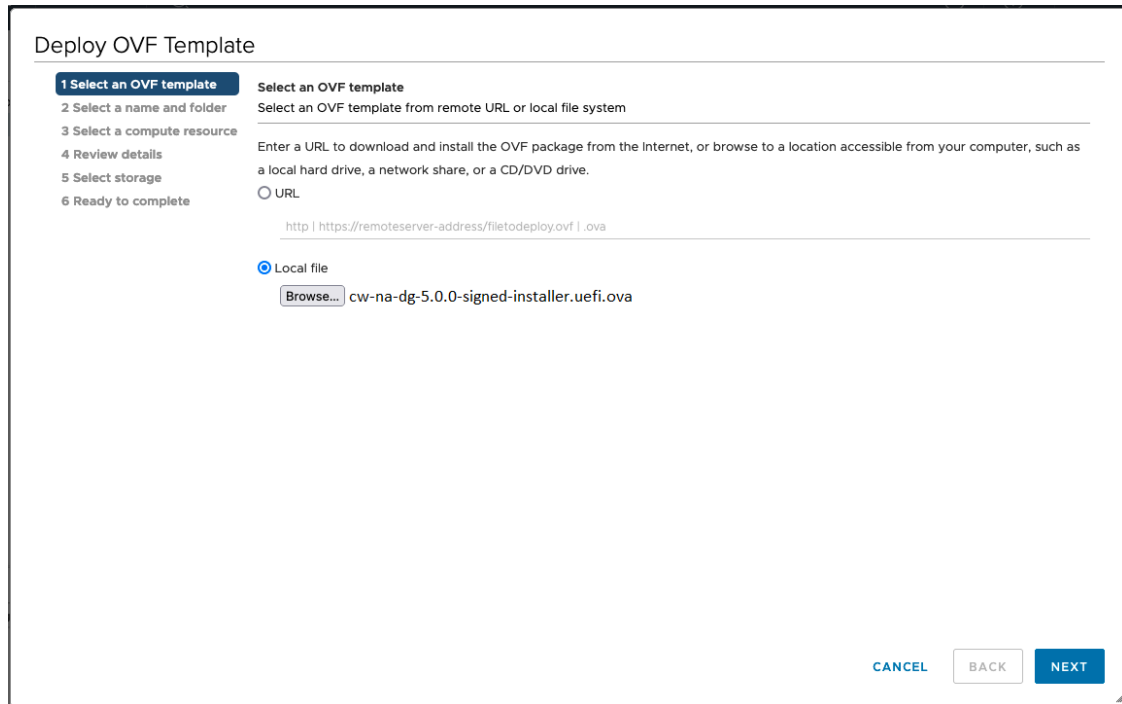 Deploy OVF Template
1 Select an OVF template
2 Select a name and folder
3 Select a compute resource
4 Review details
5 Select storage
6 Ready to complete
Select an OVF template
Select an OVF template from remote URL or local file system
Enter a URL to download and install the OVF package from the Internet, or browse to a location accessible from your computer, such as
a local hard drive, a network share, or a CD/DVD drive.
URL
http | https://remoteserver-address/filetodeploy.ovf | .ova
Local file
Browse... cw-na-dg-5.0.0-signed-installer.uefi.ova
CANCEL BACK NEXT